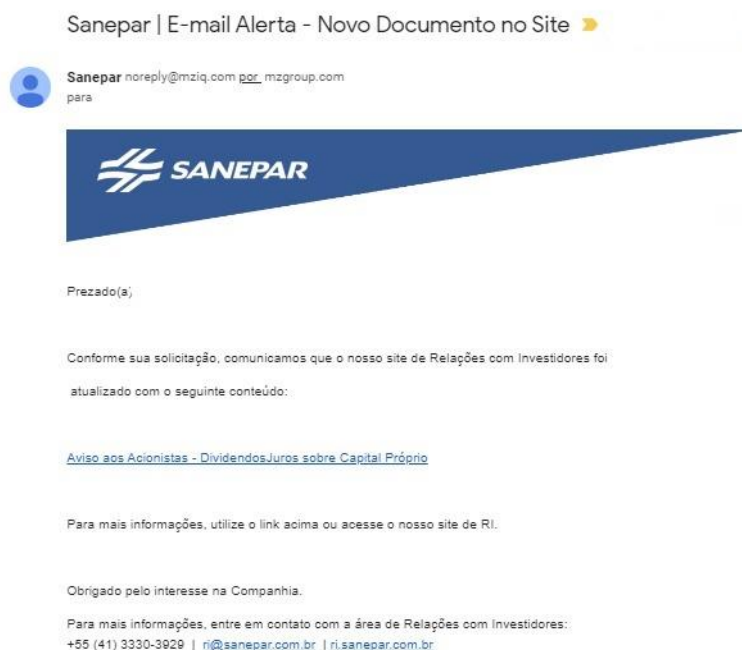 Sanepar | E-mail Alerta - Novo Documento no Site
Sanepar noreply@mziq.com por mzgroup.com
para
SANEPAR
Prezado(a),
Conforme sua solicitação, comunicamos que o nosso site de Relações com Investidores foi
atualizado com o seguinte conteúdo:
Aviso aos Acionistas - DividendosJuros sobre Capital Próprio
Para mais informações, utilize o link acima ou acesse o nosso site de RI.
Obrigado pelo interesse na Companhia.
Para mais informações, entre em contato com a área de Relações com Investidores:
+55 (41) 3330-3929 | ri@sanepar.com.br | ri.sanepar.com.br